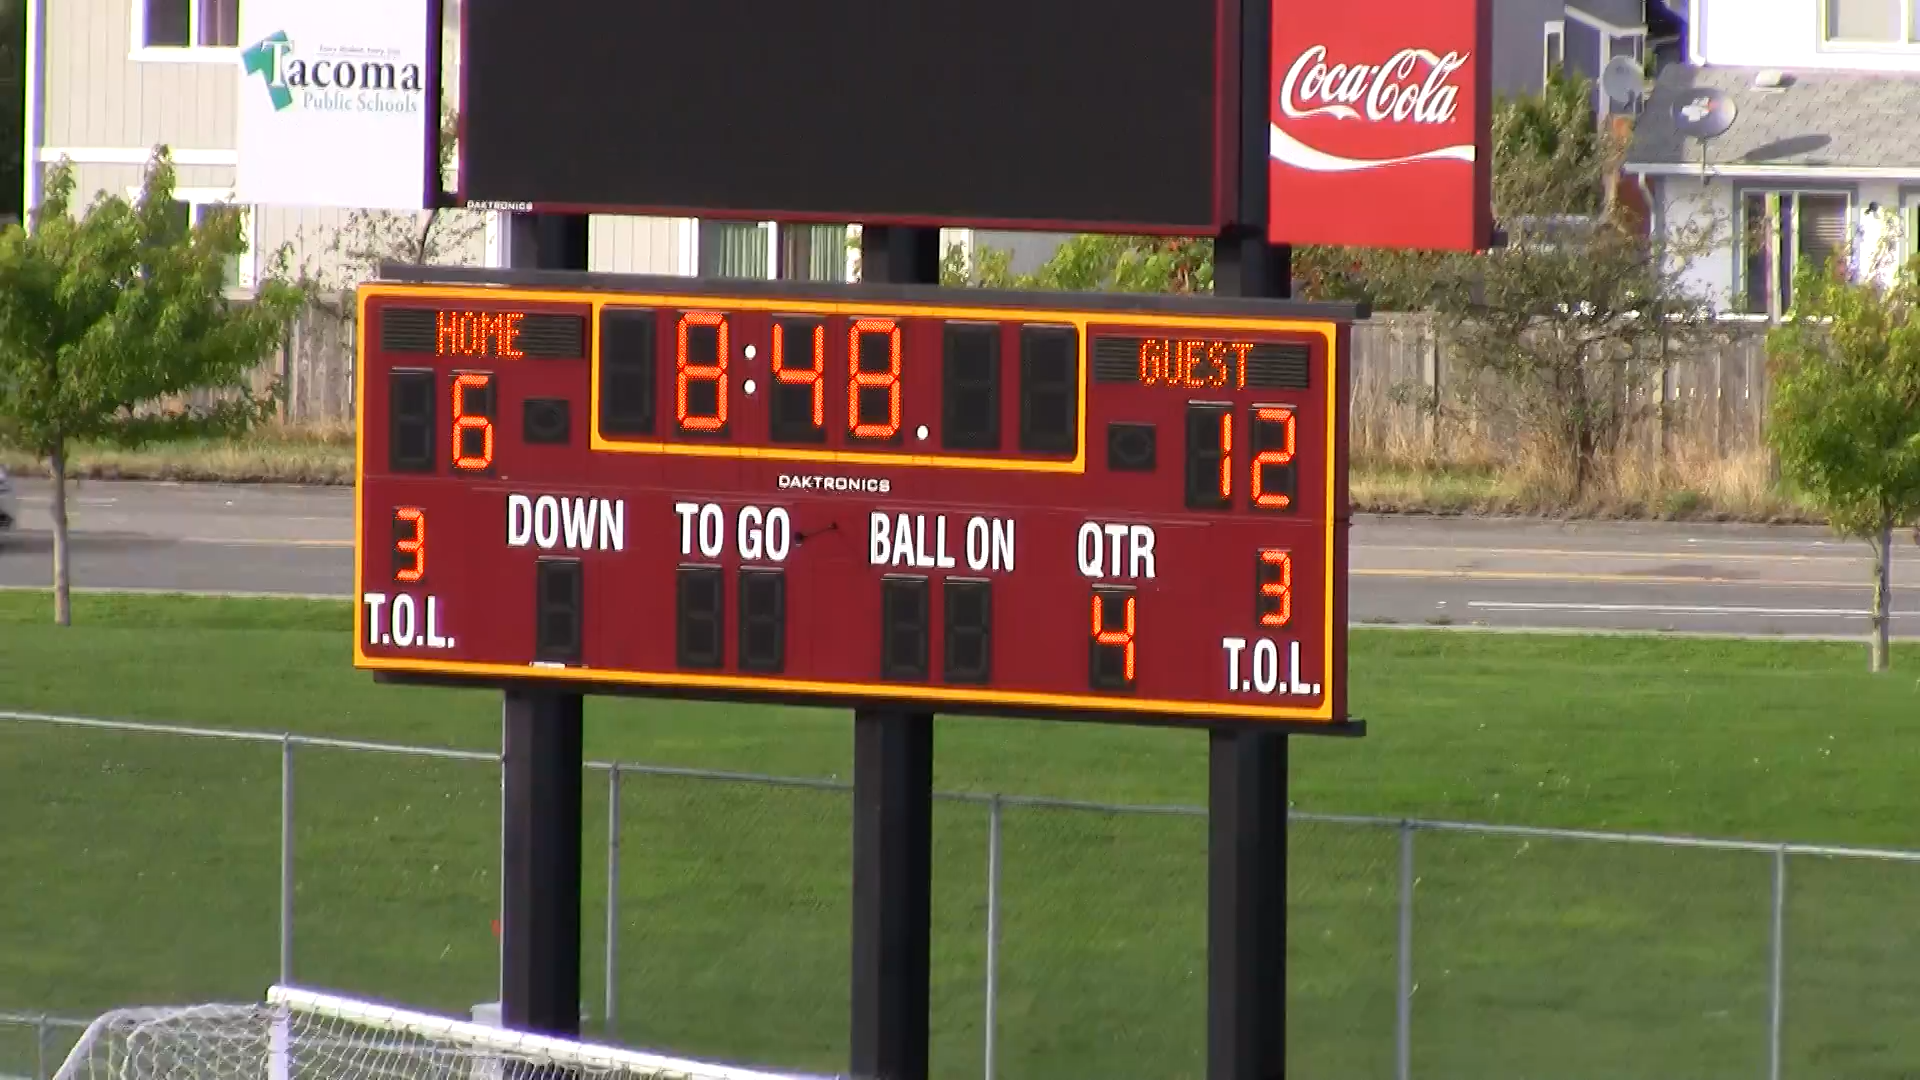 Tacoma
Public Schools
Coca-Cola
DAKTRONICS
HOME 8:48. GUEST
6 12
DAKTRONICS
DOWN TO GO BALL ON QTR
3 4 3
T.O.L. T.O.L.